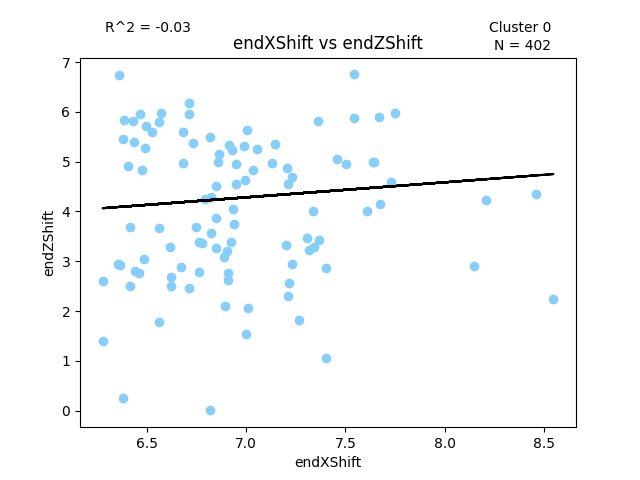 R^2 = -0.03
Cluster 0
N = 402
endXShift vs endZShift
endZShift
7
6
5
4
3
2
1
0
6.5 7.0 7.5 8.0 8.5
endXShift